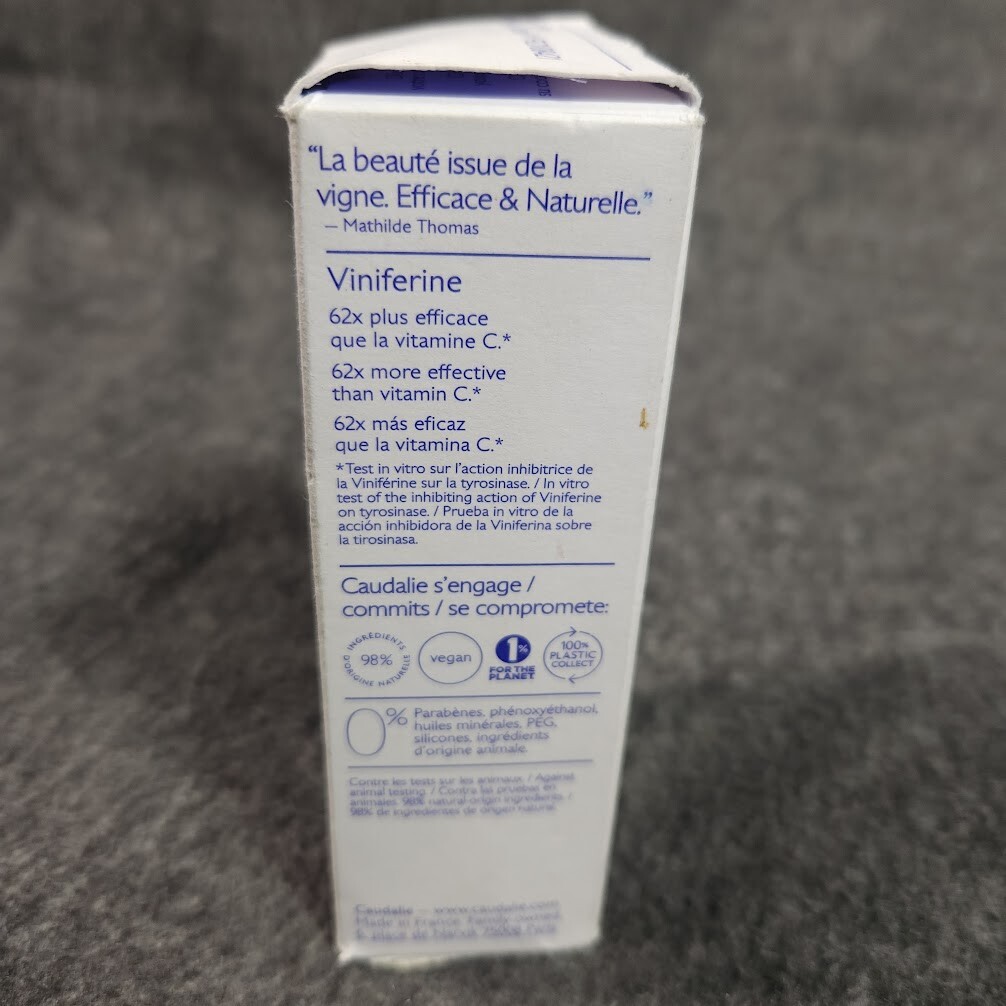 “La beauté issue de la
vigne. Efficace & Naturelle.”
— Mathilde Thomas
Viniferine
62x plus efficace
que la vitamine C.*
62x more effective
than vitamin C.*
62x más eficaz
que la vitamina C.*
*Test in vitro sur l'action inhibitrice de
la Viniférine sur la tyrosinase. / In vitro
test of the inhibiting action of Viniferine
on tyrosinase. / Prueba in vitro de la
acción inhibidora de la Viniferina sobre
la tirosinasa.
Caudalie s'engage /
commits / se compromete:
INGRÉDIENTS
98%
D'ORIGINE NATURELLE
vegan
1%
FOR THE
PLANET
100%
PLASTIC
COLLECT
0% Parabènes, phénoxyéthanol,
huiles minérales, PEG,
silicones, ingrédients
d'origine animale.
Contre les tests sur les animaux. / Against
animal testing. / Contra las pruebas en
animales. 98% natural-origin ingredients. /
98% de ingredientes de origen natural.
Caudalie — www.caudalie.com
Made in France. Family-owned.
place de Narvik 75008 Paris